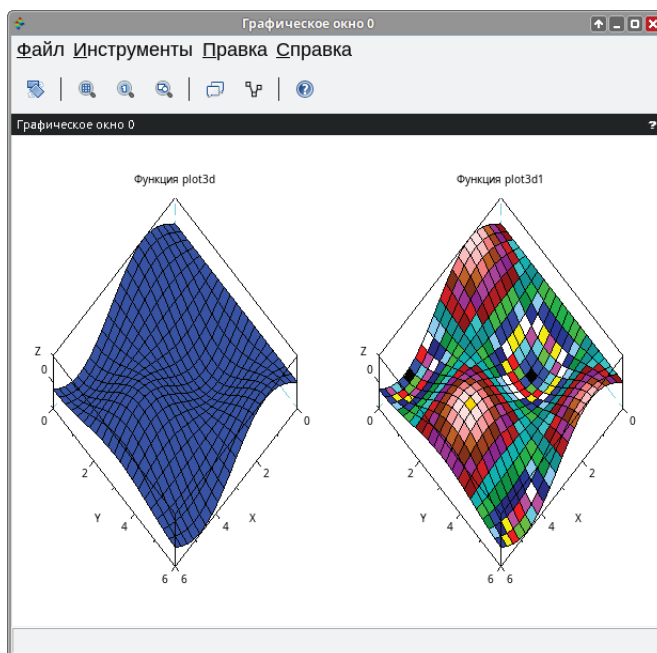 Графическое окно 0
Файл Инструменты Правка Справка
Графическое окно 0 ?
Функция plot3d
Z
0
0
2
4
6
Y
6
4
2
0
X
Функция plot3d1
Z
0
0
2
4
6
Y
6
4
2
0
X